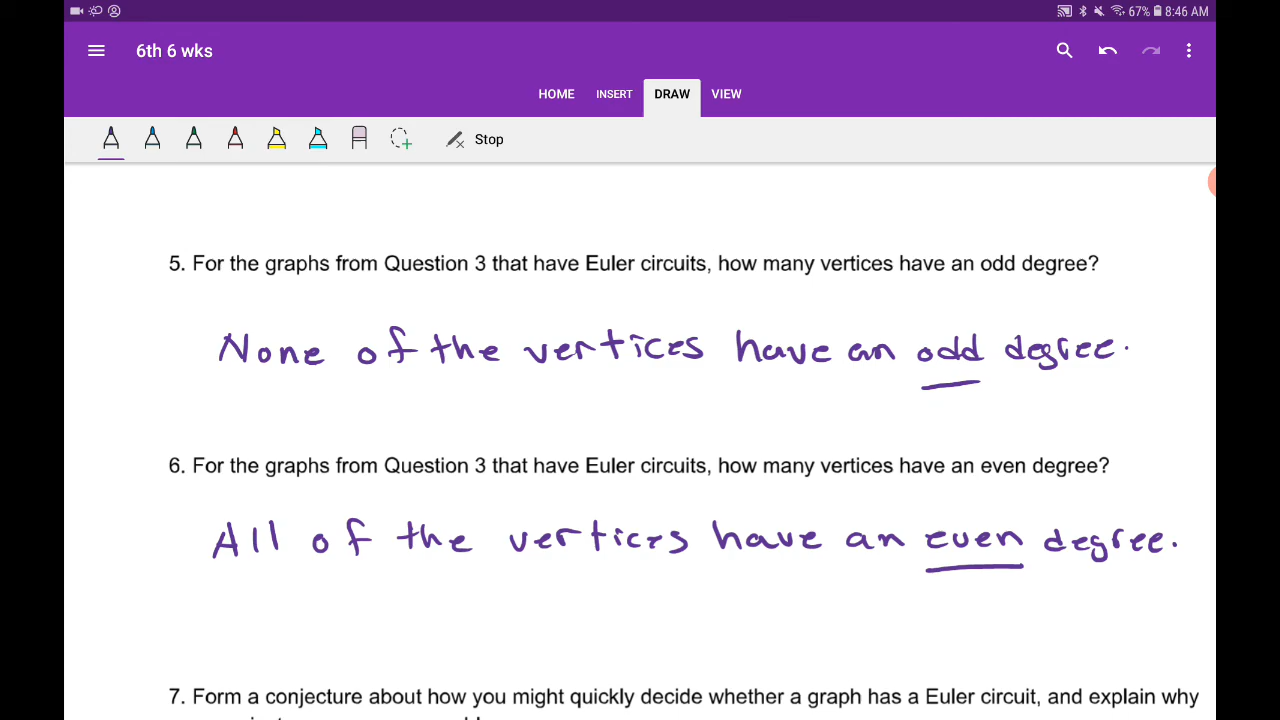 67% 8:46 AM
6th 6 wks
HOME INSERT DRAW VIEW
Stop
5. For the graphs from Question 3 that have Euler circuits, how many vertices have an odd degree?
None of the vertices have an odd degree.
6. For the graphs from Question 3 that have Euler circuits, how many vertices have an even degree?
All of the vertices have an even degree.
7. Form a conjecture about how you might quickly decide whether a graph has a Euler circuit, and explain why